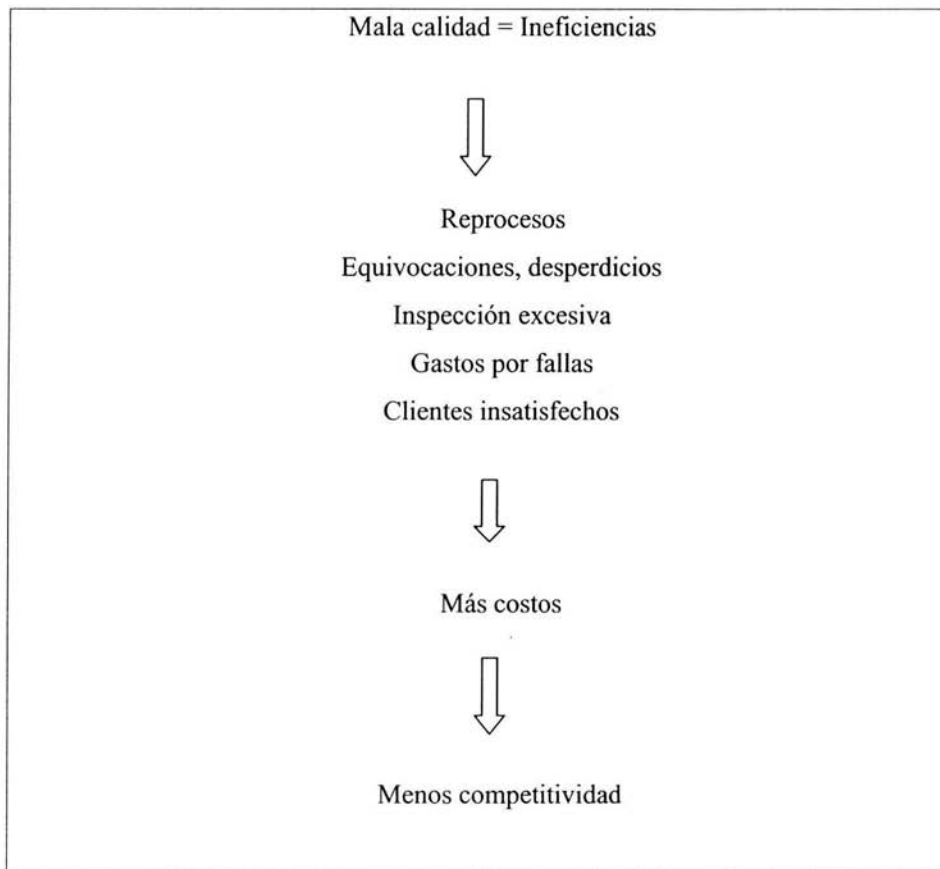 Mala calidad = Ineficiencias
Reprocesos
Equivocaciones, desperdicios
Inspección excesiva
Gastos por fallas
Clientes insatisfechos
Más costos
Menos competitividad